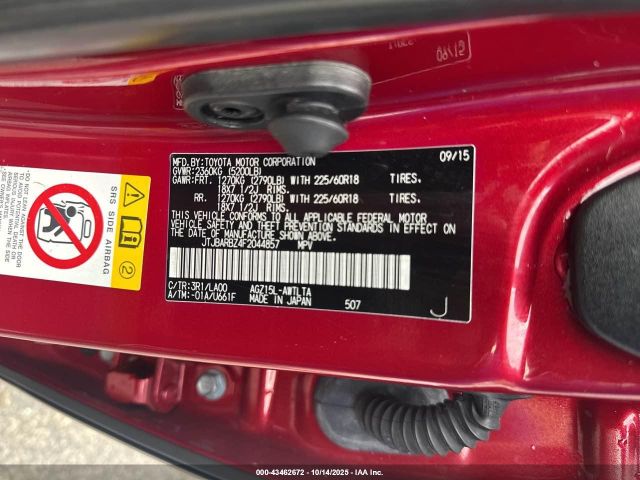 09/15
MFD.BY:TOYOTA MOTOR CORPORATION 09/15
GVWR:2360KG (5200LB)
GAWR:FRT. 1270KG (2790LB) WITH 225/60R18 TIRES.
18X7 1/2J RIMS.
RR. 1270KG (2790LB) WITH 225/60R18 TIRES.
18X7 1/2J RIMS.
THIS VEHICLE CONFORMS TO ALL APPLICABLE FEDERAL MOTOR
VEHICLE SAFETY AND THEFT PREVENTION STANDARDS IN EFFECT ON
THE DATE OF MANUFACTURE SHOWN ABOVE.
JTJBARBZ4F2044857 MPV
C/TR:3R1/LA00 AGZ15L-AWTLTA
A/TM:-01A/U661F MADE IN JAPAN 507
J
SRS SIDE AIRBAG
2
000-43462672 | 10/14/2025 | IAA Inc.